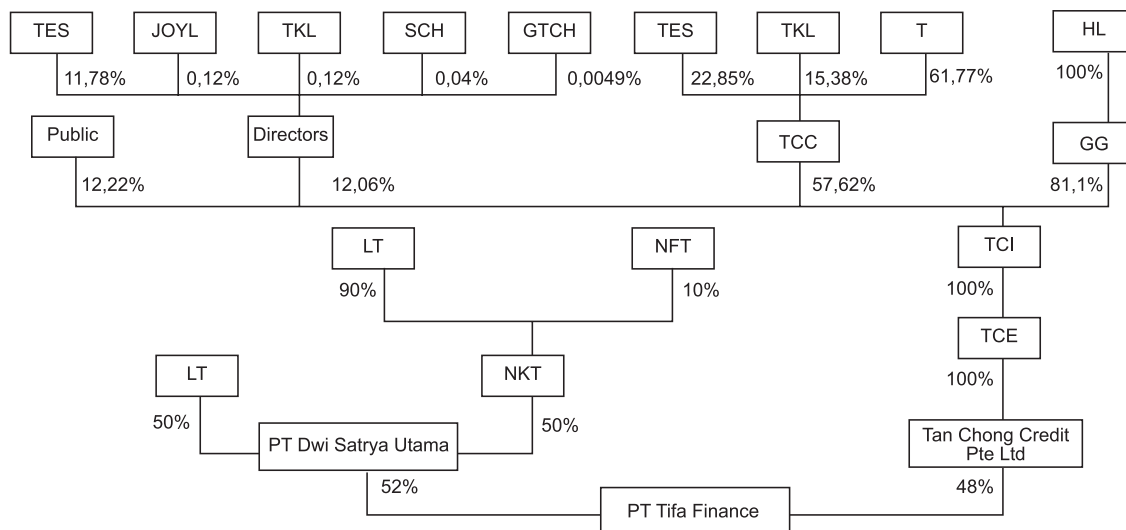 TES JOYL TKL SCH GTCH TES TKL T HL
11,78% 0,12% 0,12% 0,04% 0,0049% 22,85% 15,38% 61,77% 100%
Public Directors TCC GG
12,22% 12,06% 57,62% 81,1%
LT NFT TCI
90% 10% 100%
TCE
LT NKT
100%
50% 50%
PT Dwi Satrya Utama
Tan Chong Credit
Pte Ltd
52% 48%
PT Tifa Finance